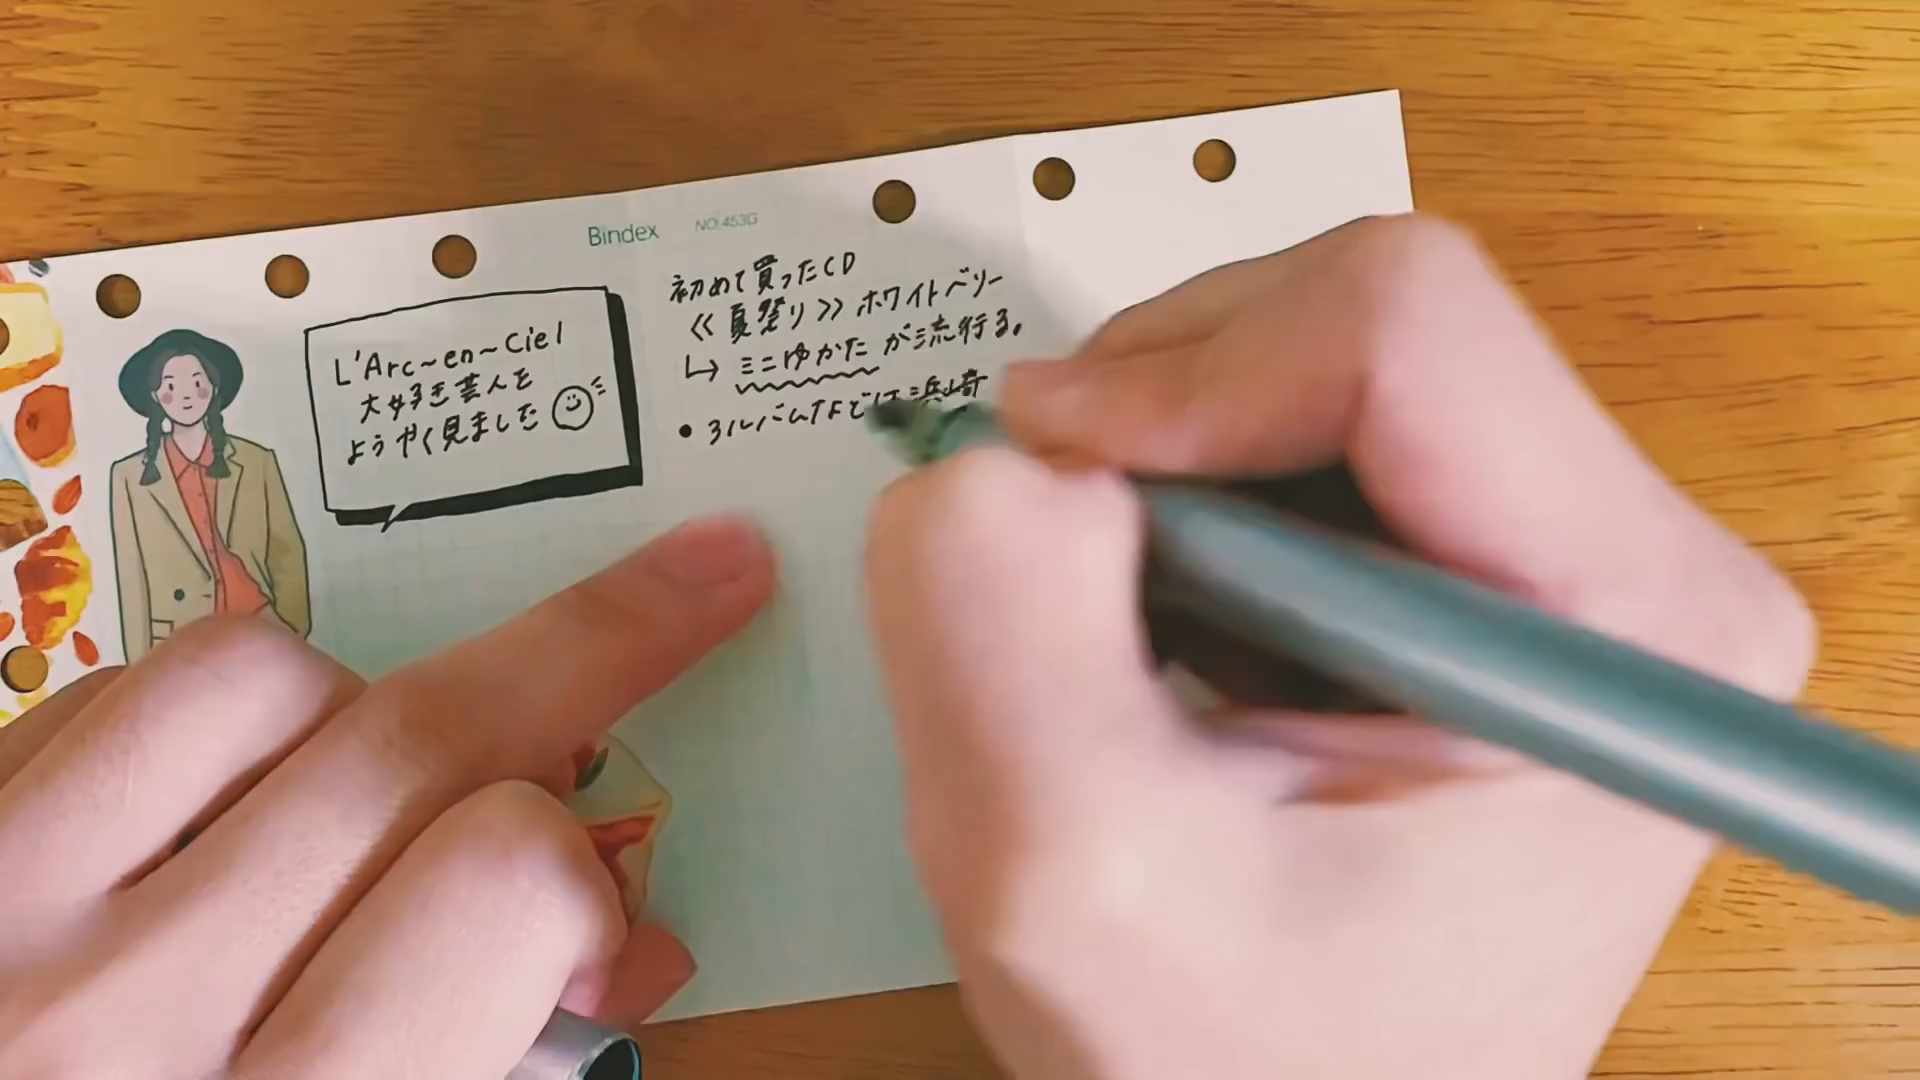 Bindex NO.453G
L'Arc~en~Ciel
大好き芸人を
ようやく見ました
初めて買ったCD
<<夏祭り>>ホワイトベリー
↳ミニゆかたが流行る。
•アルバムなどは浜崎